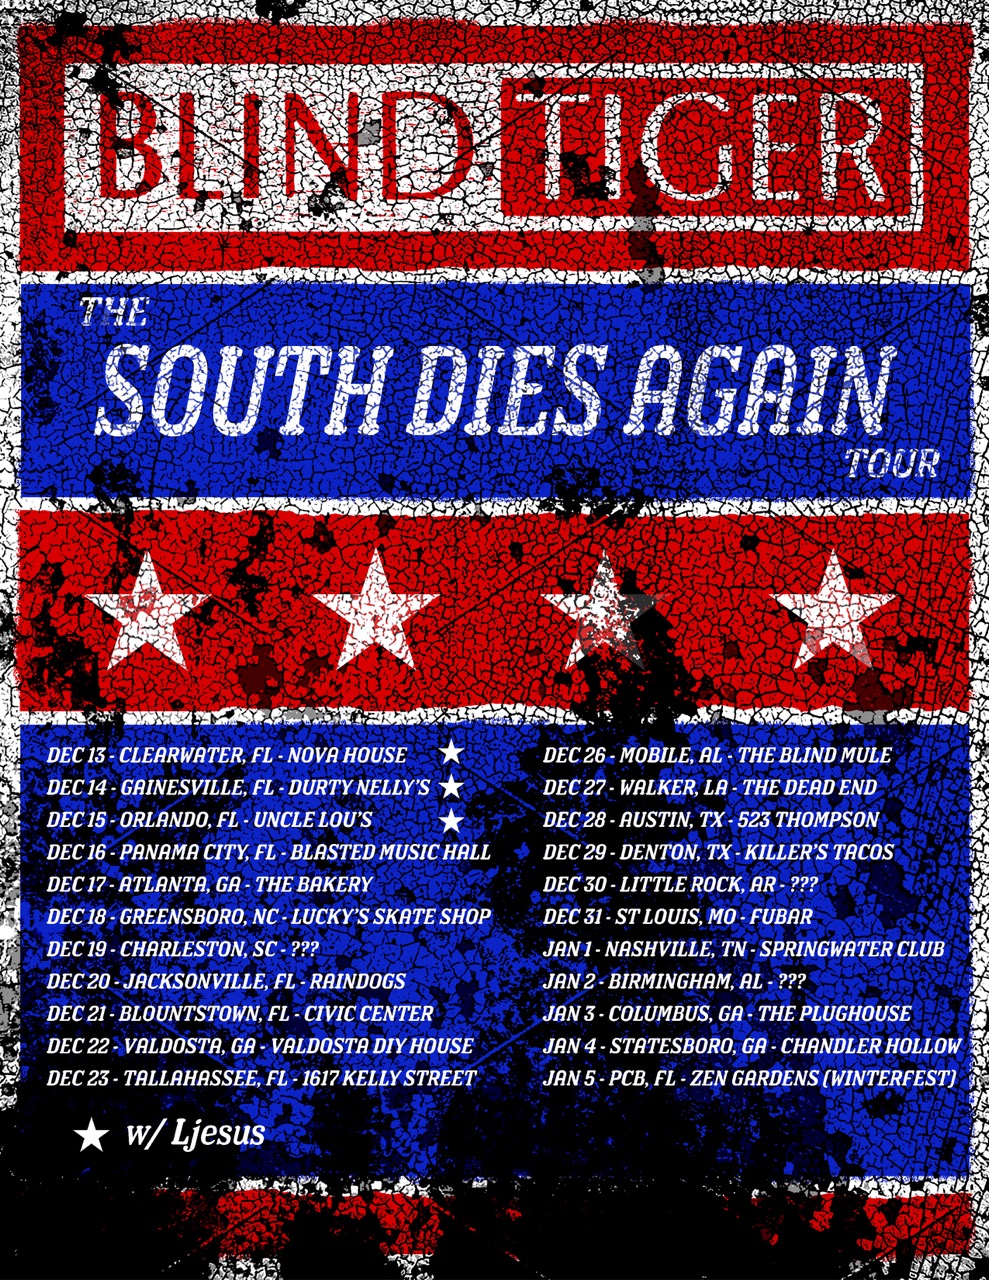 BLIND TIGER
THE
SOUTH DIES AGAIN
TOUR
DEC 13 - CLEARWATER, FL - NOVA HOUSE ★
DEC 14 - GAINESVILLE, FL - DURTY NELLY'S ★
DEC 15 - ORLANDO, FL - UNCLE LOU'S ★
DEC 16 - PANAMA CITY, FL - BLASTED MUSIC HALL
DEC 17 - ATLANTA, GA - THE BAKERY
DEC 18 - GREENSBORO, NC - LUCKY'S SKATE SHOP
DEC 19 - CHARLESTON, SC - ???
DEC 20 - JACKSONVILLE, FL - RAINDOGS
DEC 21 - BLOUNTSTOWN, FL - CIVIC CENTER
DEC 22 - VALDOSTA, GA - VALDOSTA DIY HOUSE
DEC 23 - TALLAHASSEE, FL - 1617 KELLY STREET
DEC 26 - MOBILE, AL - THE BLIND MULE
DEC 27 - WALKER, LA - THE DEAD END
DEC 28 - AUSTIN, TX - 523 THOMPSON
DEC 29 - DENTON, TX - KILLER'S TACOS
DEC 30 - LITTLE ROCK, AR - ???
DEC 31 - ST LOUIS, MO - FUBAR
JAN 1 - NASHVILLE, TN - SPRINGWATER CLUB
JAN 2 - BIRMINGHAM, AL - ???
JAN 3 - COLUMBUS, GA - THE PLUGHOUSE
JAN 4 - STATESBORO, GA - CHANDLER HOLLOW
JAN 5 - PCB, FL - ZEN GARDENS (WINTERFEST)
★ w/ Ljesus